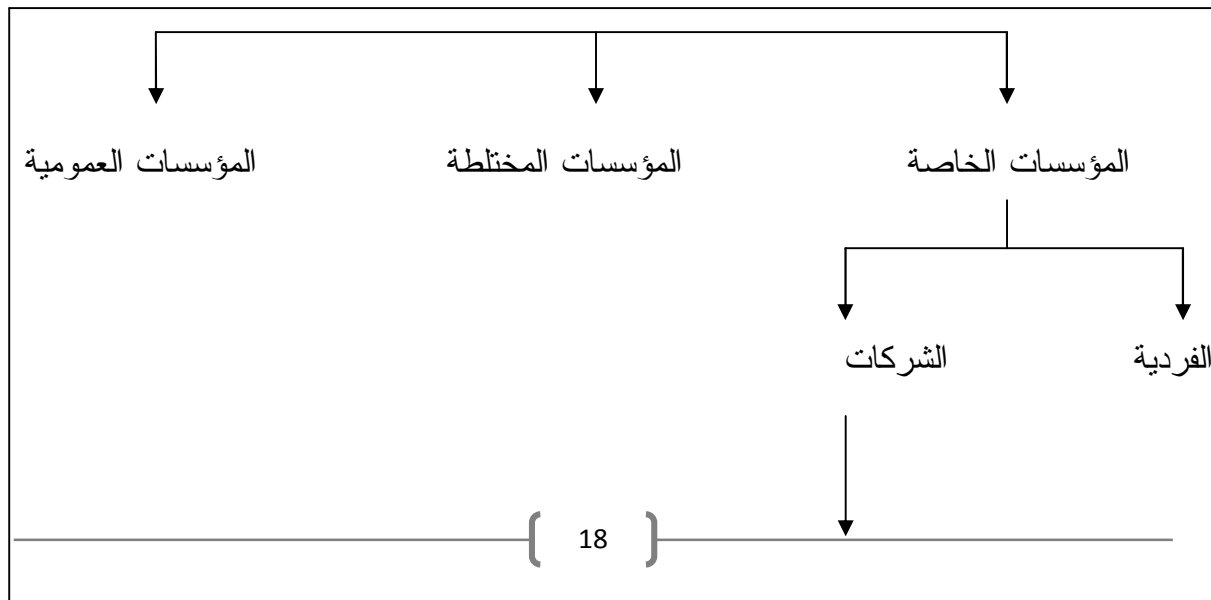 المؤسسات الخاصة المؤسسات المختلطة المؤسسات العمومية
الفردية الشركات
18